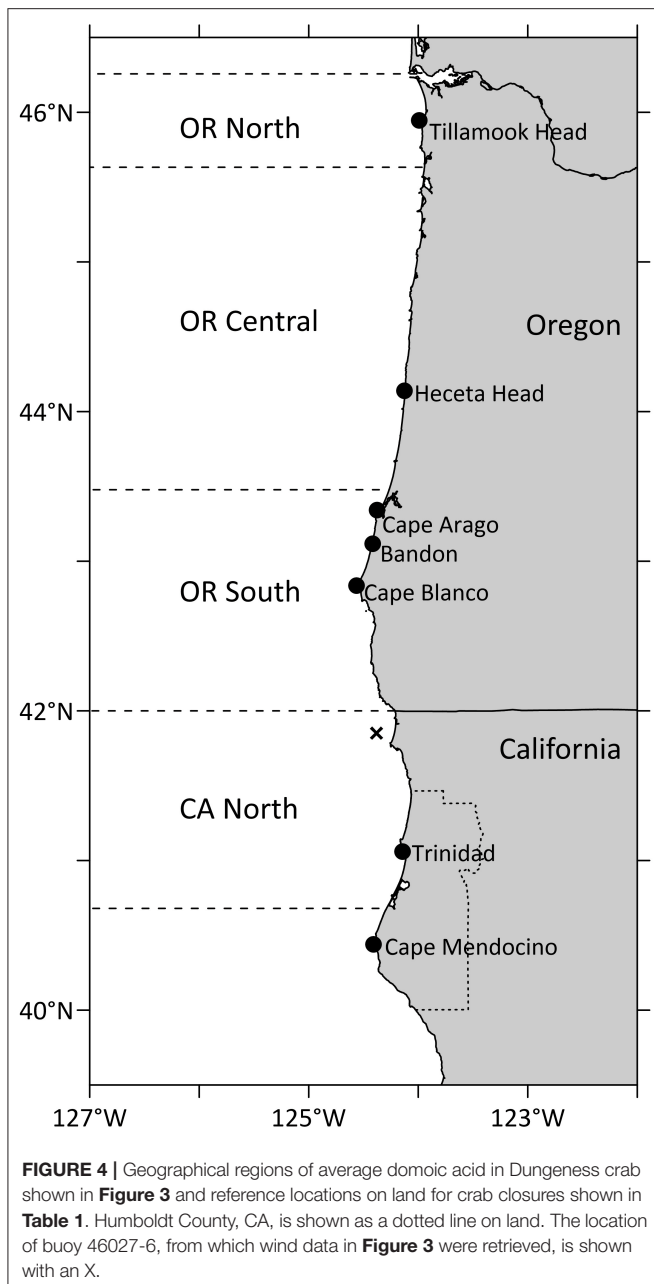 46°N
OR North
Tillamook Head
OR Central
Oregon
44°N
Heceta Head
Cape Arago
Bandon
OR South
Cape Blanco
42°N
California
CA North
Trinidad
Cape Mendocino
40°N
127°W
125°W
123°W
FIGURE 4 | Geographical regions of average domoic acid in Dungeness crab
shown in Figure 3 and reference locations on land for crab closures shown in
Table 1. Humboldt County, CA, is shown as a dotted line on land. The location
of buoy 46027-6, from which wind data in Figure 3 were retrieved, is shown
with an X.